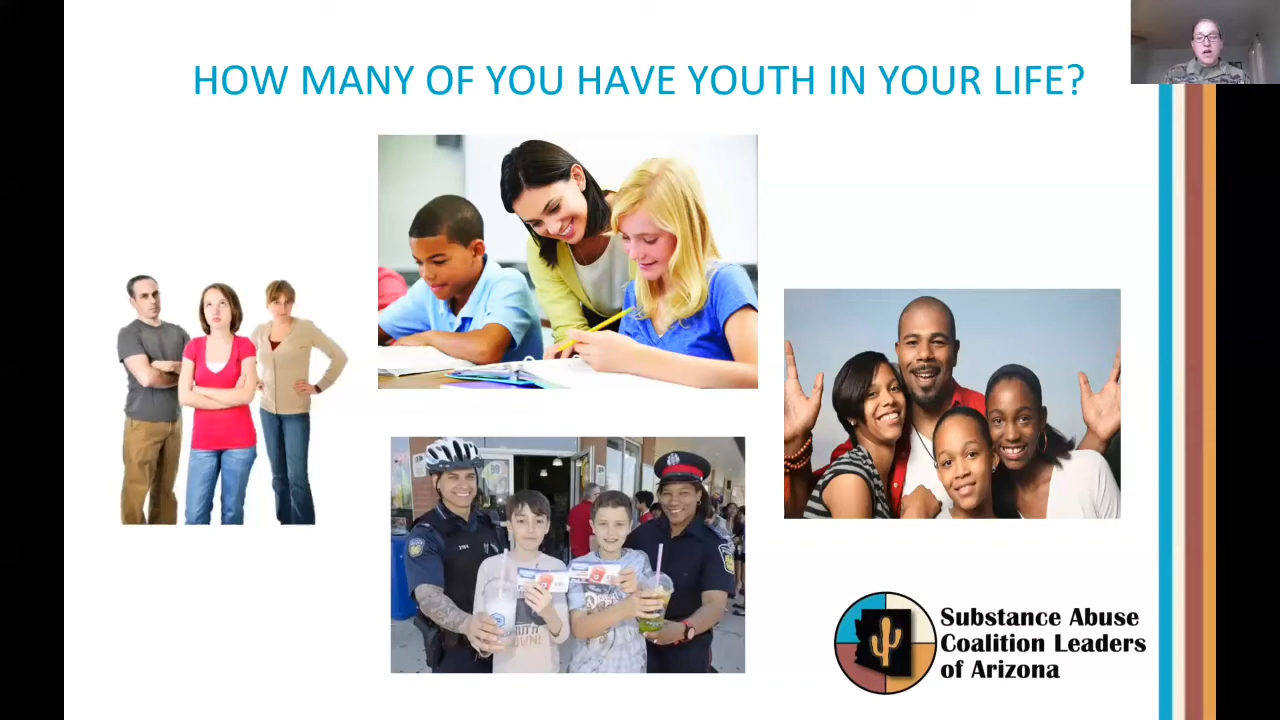 HOW MANY OF YOU HAVE YOUTH IN YOUR LIFE?
Substance Abuse
Coalition Leaders
of Arizona